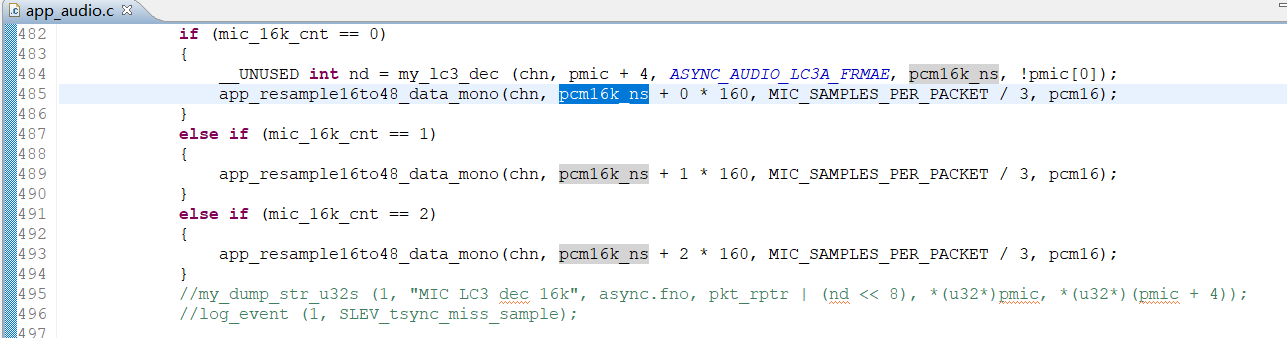 app_audio.c
482 if (mic_16k_cnt == 0)
483 {
484 __UNUSED int nd = my_lc3_dec (chn, pmic + 4, ASYNC_AUDIO_LC3A_FRMAE, pcm16k_ns, !pmic[0]);
485 app_resample16to48_data_mono(chn, pcm16k_ns + 0 * 160, MIC_SAMPLES_PER_PACKET / 3, pcm16);
486 }
487 else if (mic_16k_cnt == 1)
488 {
489 app_resample16to48_data_mono(chn, pcm16k_ns + 1 * 160, MIC_SAMPLES_PER_PACKET / 3, pcm16);
490 }
491 else if (mic_16k_cnt == 2)
492 {
493 app_resample16to48_data_mono(chn, pcm16k_ns + 2 * 160, MIC_SAMPLES_PER_PACKET / 3, pcm16);
494 }
495 //my_dump_str_u32s (1, "MIC LC3 dec 16k", async.fno, pkt_rptr | (nd << 8), *(u32*)pmic, *(u32*)(pmic + 4));
496 //log_event (1, SLEV_tsync_miss_sample);
497